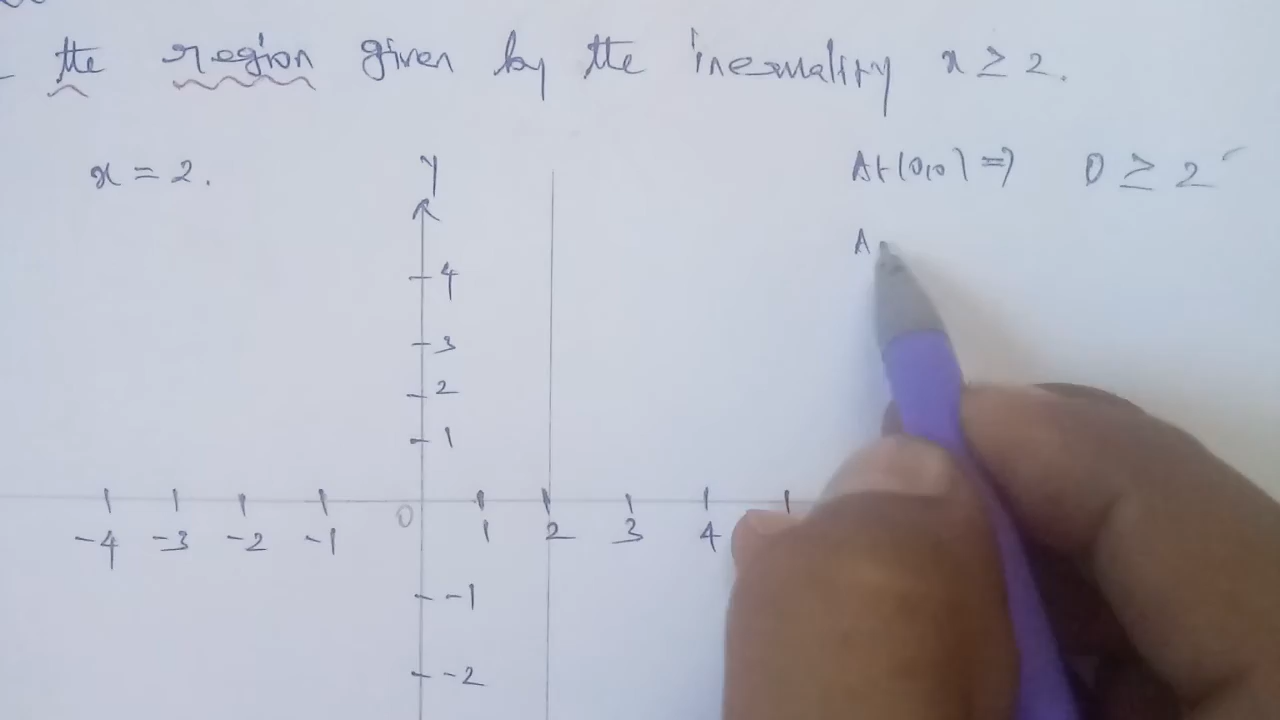 the region given by the inequality x ≥ 2.
x = 2.
At (0,0) ⇒ 0 ≥ 2
A
Y
4
3
2
1
-4 -3 -2 -1 0 1 2 3 4
-1
-2